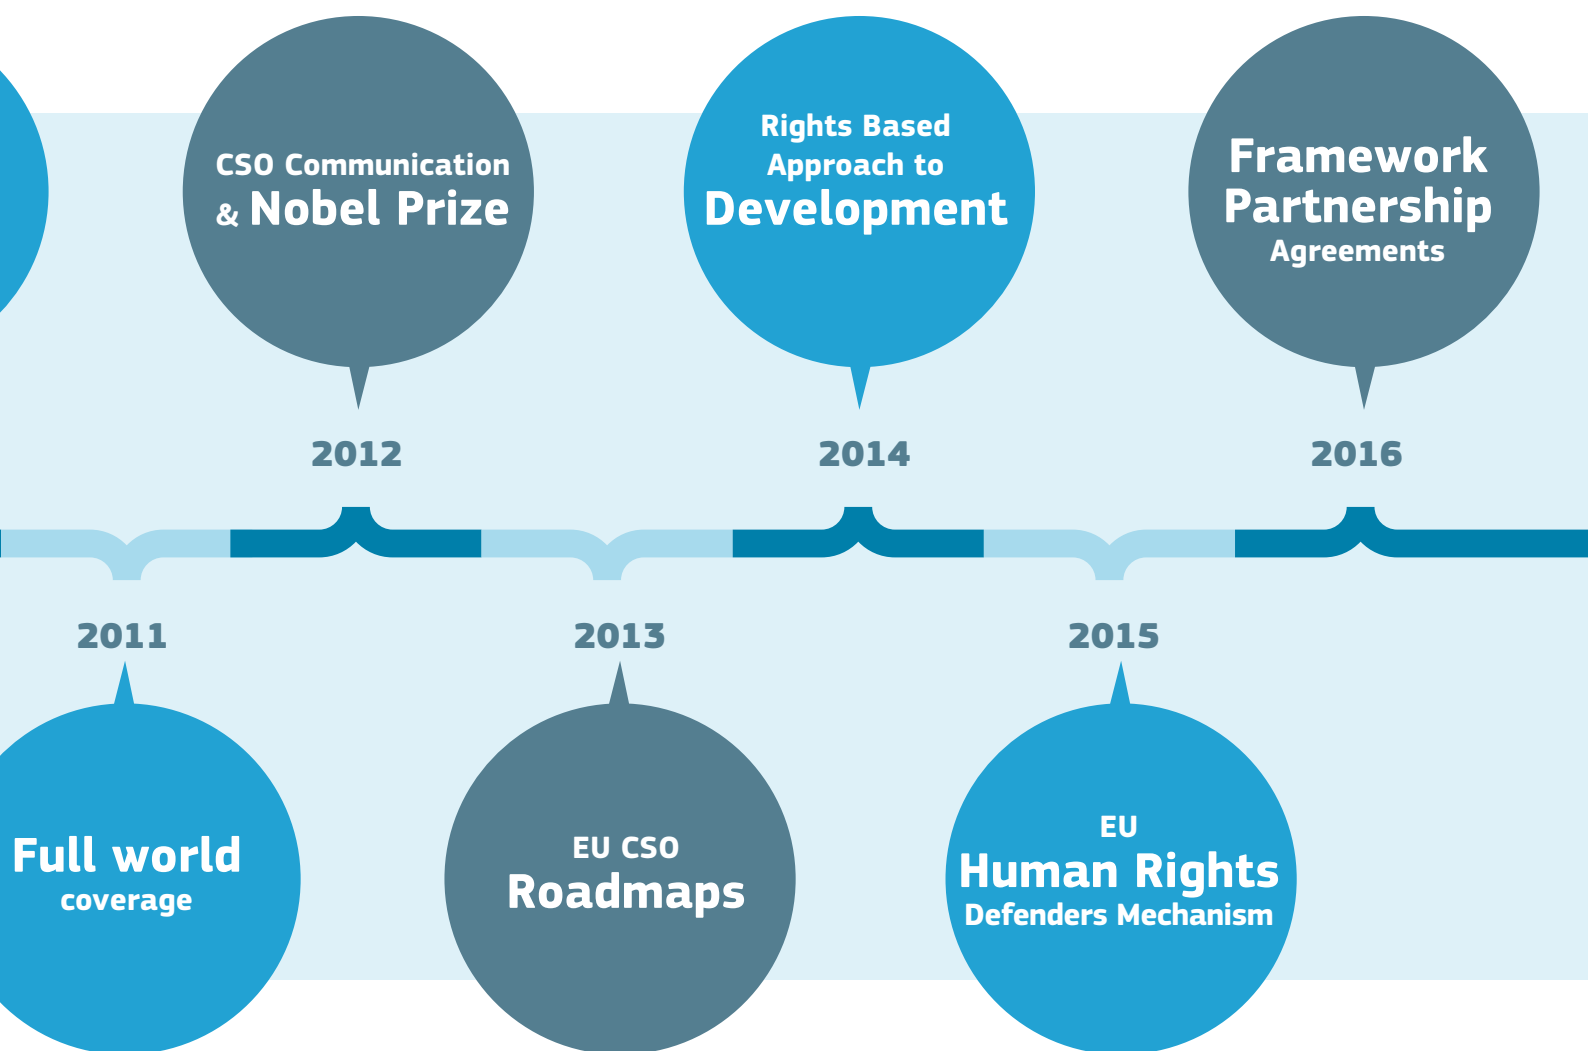 CSO Communication
& Nobel Prize
2012
Rights Based
Approach to
Development
2014
Framework
Partnership
Agreements
2016
2011
Full world
coverage
2013
EU CSO
Roadmaps
2015
EU
Human Rights
Defenders Mechanism